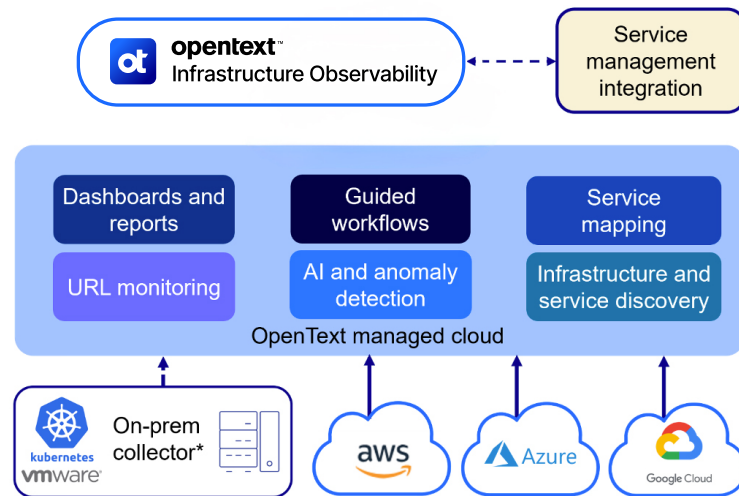 opentext™
Infrastructure Observability
Service
management
integration
Dashboards and
reports
Guided
workflows
Service
mapping
URL monitoring
AI and anomaly
detection
Infrastructure and
service discovery
OpenText managed cloud
kubernetes
vmware®
On-prem
collector*
aws
Azure
Google Cloud